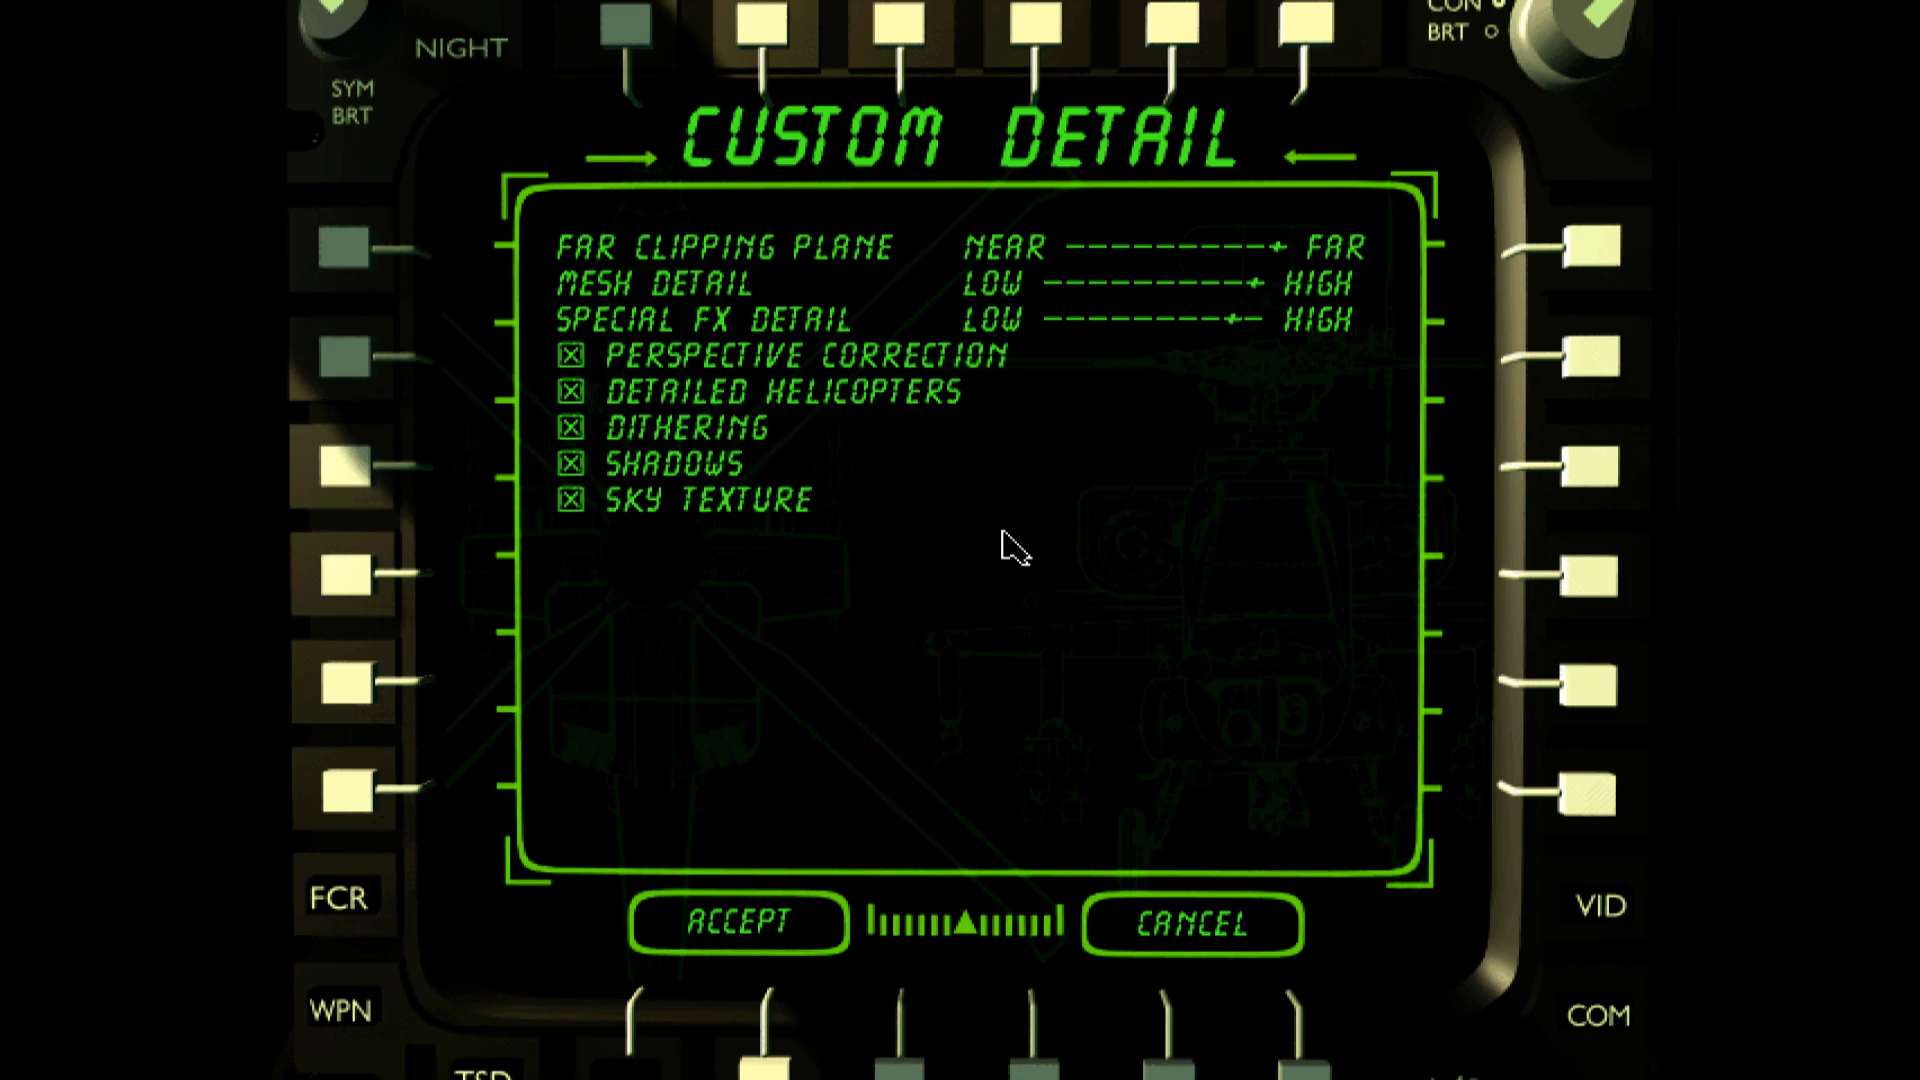 CON
NIGHT
BRT
SYM
BRT
CUSTOM DETAIL
FAR CLIPPING PLANE NEAR FAR
MESH DETAIL LOW HIGH
SPECIAL FX DETAIL LOW HIGH
PERSPECTIVE CORRECTION
DETAILED HELICOPTERS
DITHERING
SHADOWS
SKY TEXTURE
FCR
VID
ACCEPT CANCEL
WPN
COM
TSD